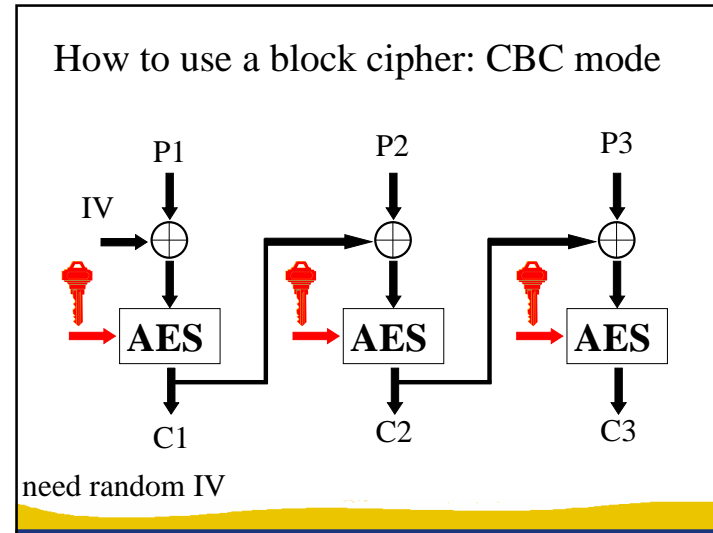 How to use a block cipher: CBC mode
P1 P2 P3
IV
AES AES AES
C1 C2 C3
need random IV